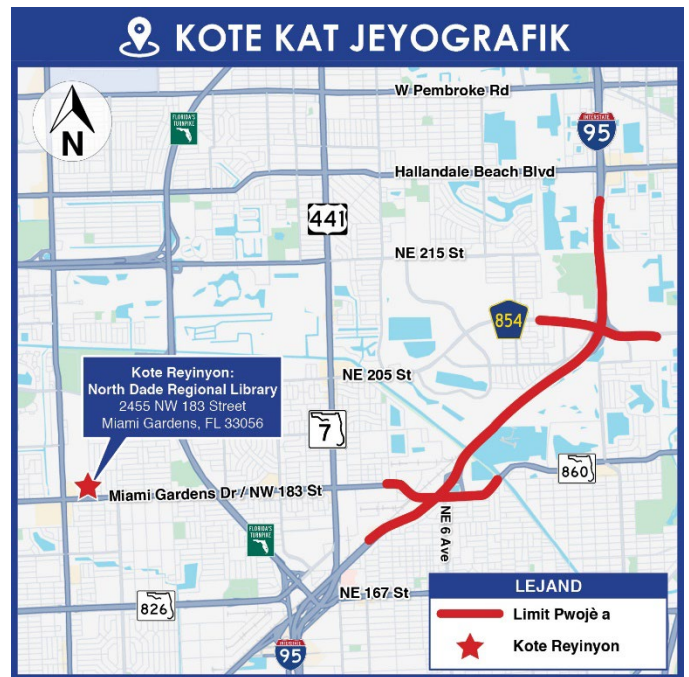 KOTE KAT JEYOGRAFIK
N
FLORIDA'S
TURNPIKE
W Pembroke Rd
INTERSTATE
95
Hallandale Beach Blvd
441
NE 215 St
854
Kote Reyinyon:
North Dade Regional Library
2455 NW 183 Street
Miami Gardens, FL 33056
NE 205 St
7
860
Miami Gardens Dr / NW 183 St
NE 6 Ave
FLORIDA'S
TURNPIKE
826
NE 167 St
INTERSTATE
95
LEJAND
Limit Pwojè a
Kote Reyinyon